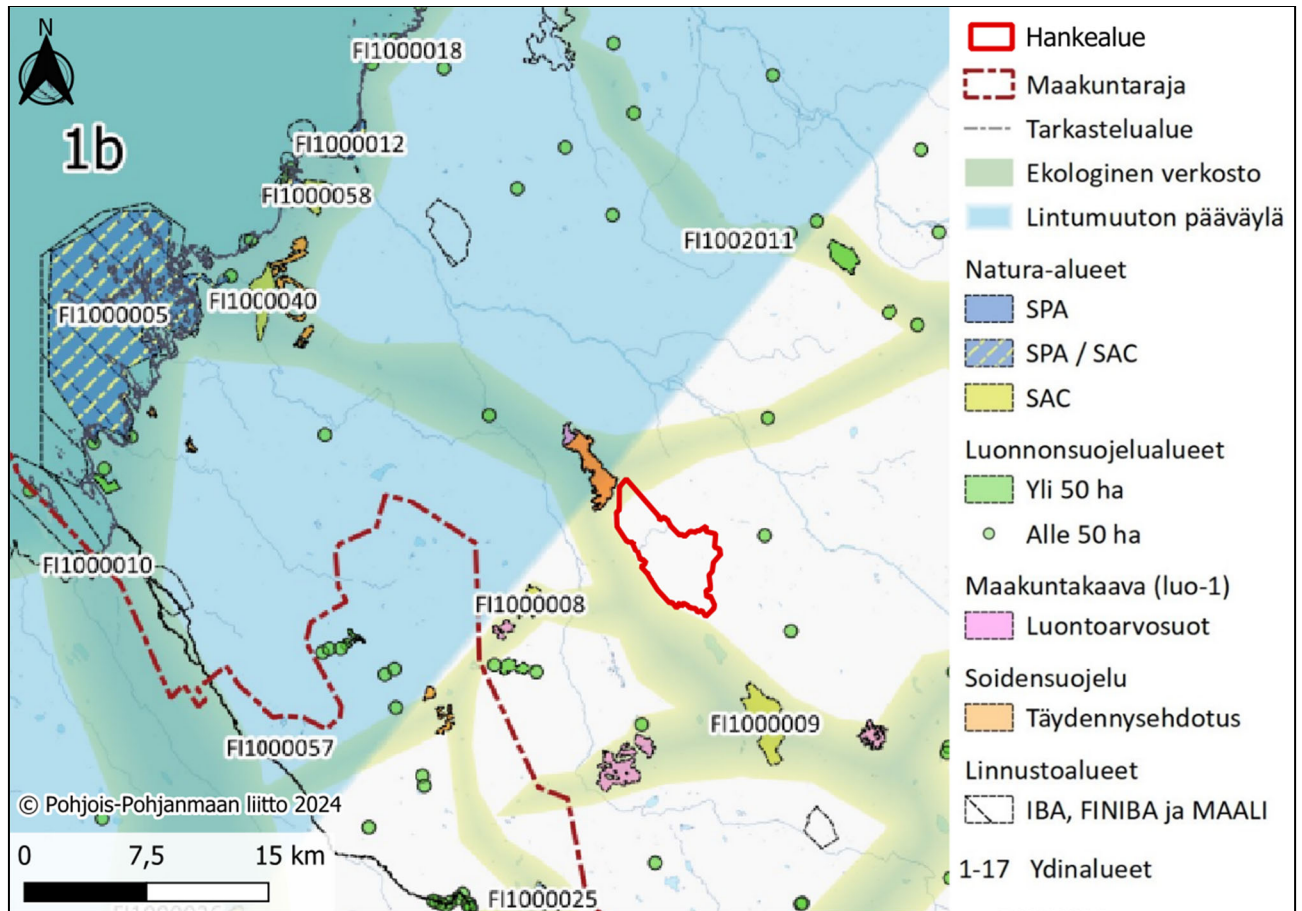 N
1b
FI1000018
FI1000012
FI1000058
FI1002011
FI1000040
FI1000005
FI1000010
FI1000008
FI1000009
FI1000057
FI1000025
© Pohjois-Pohjanmaan liitto 2024
0 7,5 15 km
Hankealue
Maakuntaraja
Tarkastelualue
Ekologinen verkosto
Lintumuuton pääväylä
Natura-alueet
SPA
SPA / SAC
SAC
Luonnonsuojelualueet
Yli 50 ha
Alle 50 ha
Maakuntakaava (luo-1)
Luontoarvosuot
Soidensuojelu
Täydennysehdotus
Linnustoalueet
IBA, FINIBA ja MAALI
1-17 Ydinalueet